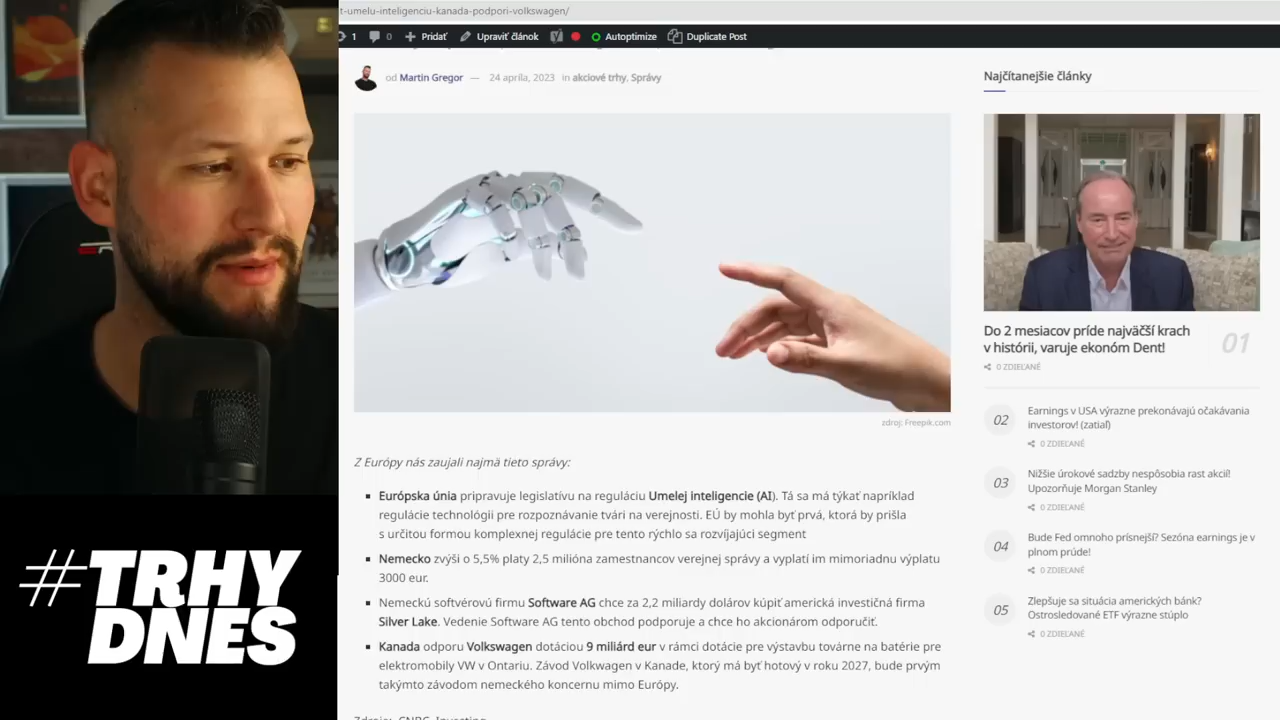 t-umelu-inteligenciu-kanada-podpori-volkswagen/
1 0 Pridať Upraviť článok Autoptimize Duplicate Post
od Martin Gregor — 24 apríla, 2023 in akciové trhy, Správy
zdroj: Freepik.com
Z Európy nás zaujali najmä tieto správy:
Európska únia pripravuje legislatívu na reguláciu Umelej inteligencie (AI). Tá sa má týkať napríklad
regulácie technológii pre rozpoznávanie tvári na verejnosti. EÚ by mohla byť prvá, ktorá by prišla
s určitou formou komplexnej regulácie pre tento rýchlo sa rozvíjajúci segment
Nemecko zvýši o 5,5% platy 2,5 milióna zamestnancov verejnej správy a vyplatí im mimoriadnu výplatu
3000 eur.
Nemeckú softvérovú firmu Software AG chce za 2,2 miliardy dolárov kúpiť americká investičná firma
Silver Lake. Vedenie Software AG tento obchod podporuje a chce ho akcionárom odporučiť.
Kanada odporu Volkswagen dotáciou 9 miliárd eur v rámci dotácie pre výstavbu továrne na batérie pre
elektromobily VW v Ontariu. Závod Volkwagen v Kanade, ktorý má byť hotový v roku 2027, bude prvým
takýmto závodom nemeckého koncernu mimo Európy.
Najčítanejšie články
Do 2 mesiacov príde najväčší krach
v histórii, varuje ekonóm Dent!
01
0 ZDIEĽANÉ
02
Earnings v USA výrazne prekonávajú očakávania
investorov! (zatiaľ)
0 ZDIEĽANÉ
03
Nižšie úrokové sadzby nespôsobia rast akcií!
Upozorňuje Morgan Stanley
0 ZDIEĽANÉ
04
Bude Fed omnoho prísnejší? Sezóna earnings je v
plnom prúde!
0 ZDIEĽANÉ
05
Zlepšuje sa situácia amerických bánk?
Ostrosledované ETF výrazne stúplo
0 ZDIEĽANÉ
#TRHY
DNES